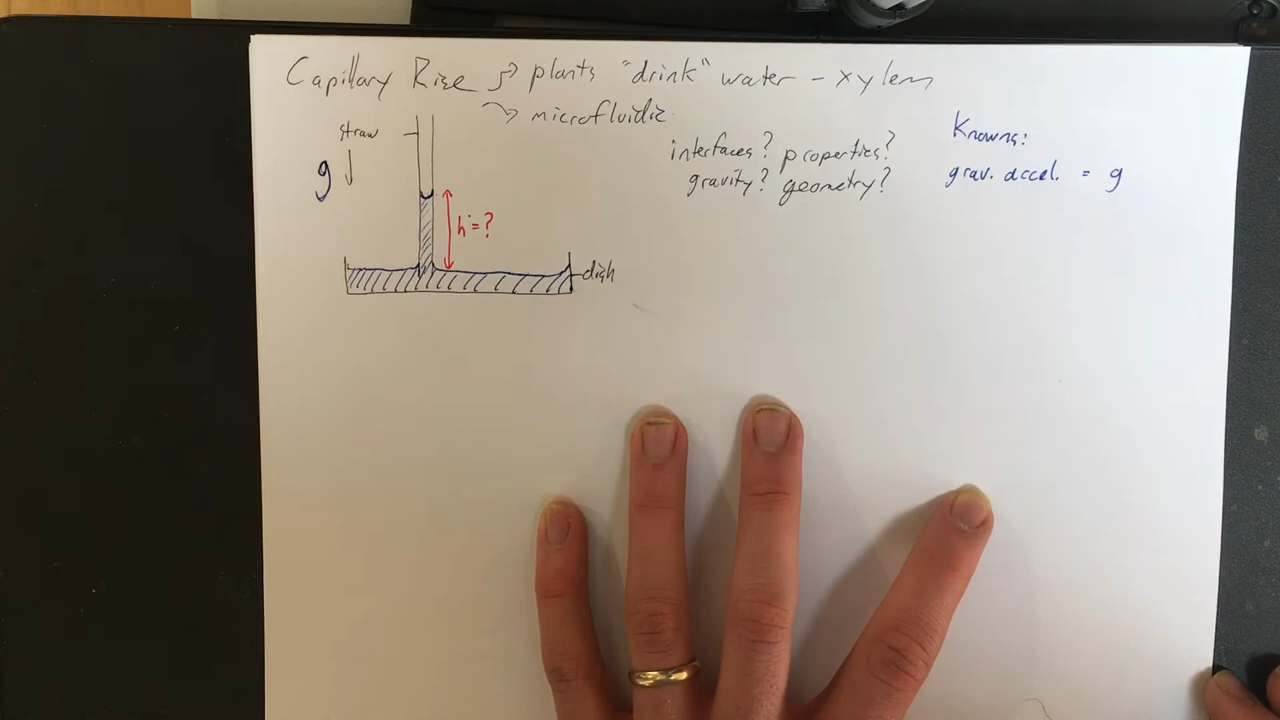 Capillary Rise → plants "drink" water - xylem
→ microfluidic
straw
interfaces? properties?
gravity? geometry?
Knowns:
grav. accel. = g
g
h = ?
dish